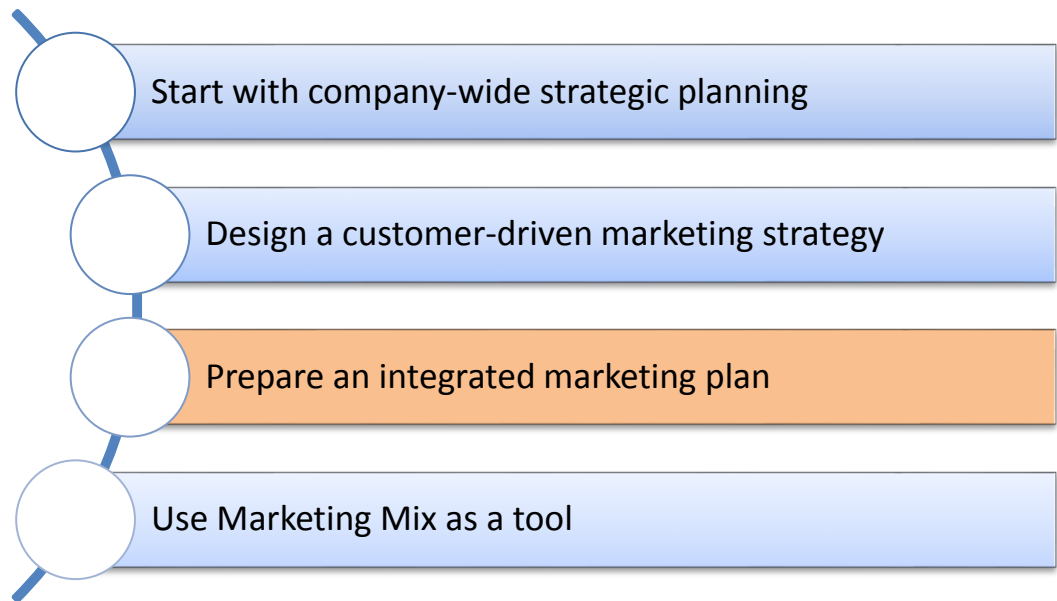 Start with company-wide strategic planning
Design a customer-driven marketing strategy
Prepare an integrated marketing plan
Use Marketing Mix as a tool